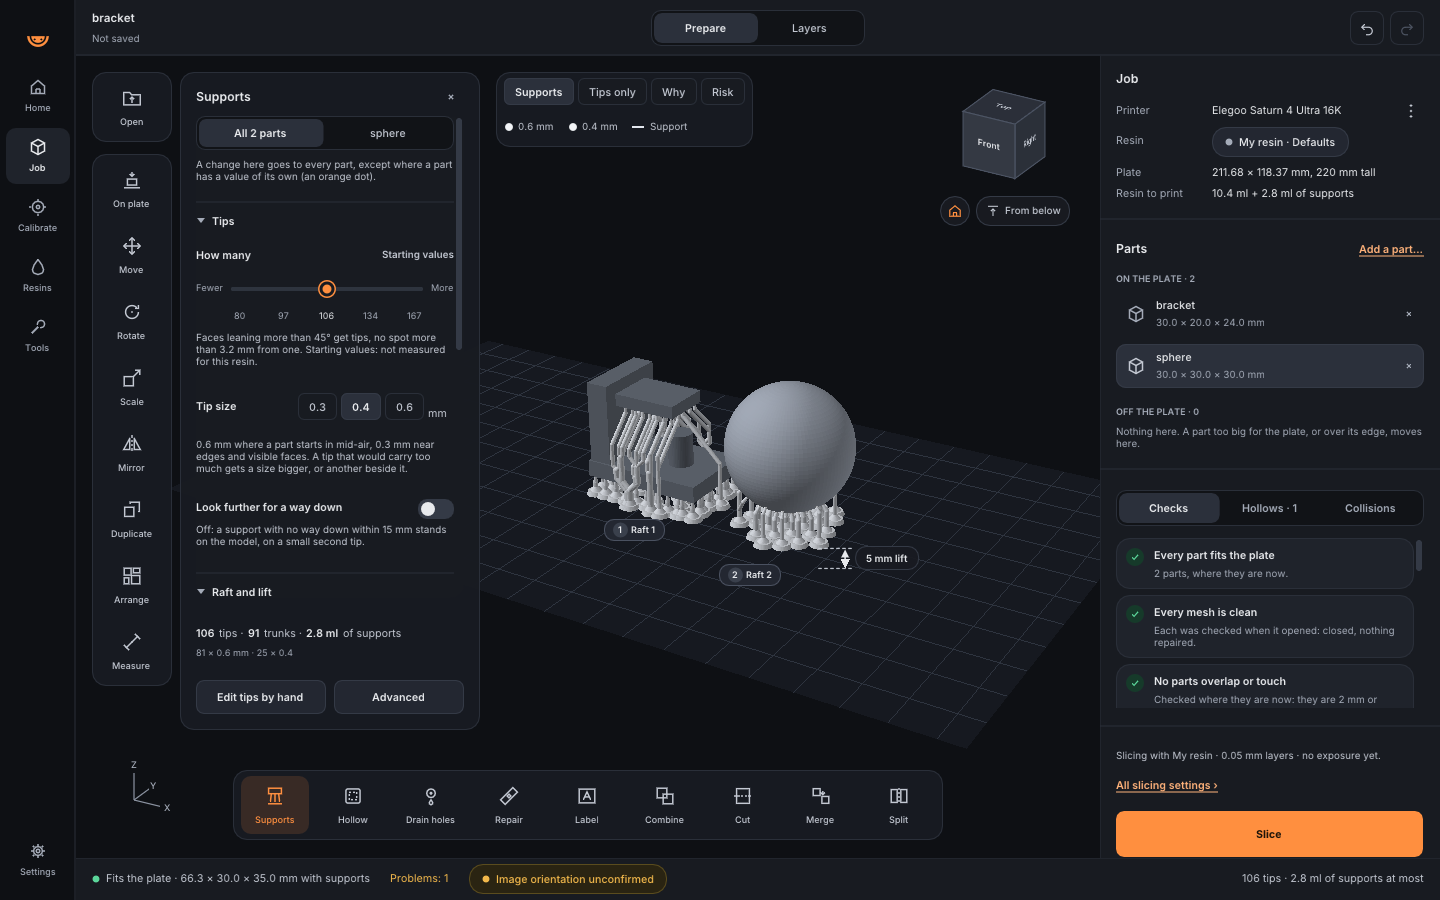 bracket
Not saved
Prepare
Layers
Home
Job
Calibrate
Resins
Tools
Settings
Open
On plate
Move
Rotate
Scale
Mirror
Duplicate
Arrange
Measure
Supports
×
All 2 parts
sphere
A change here goes to every part, except where a part
has a value of its own (an orange dot).
Tips
How many
Starting values
Fewer
More
80 97 106 134 167
Faces leaning more than 45° get tips, no spot more
than 3.2 mm from one. Starting values: not measured
for this resin.
Tip size
0.3 0.4 0.6 mm
0.6 mm where a part starts in mid-air, 0.3 mm near
edges and visible faces. A tip that would carry too
much gets a size bigger, or another beside it.
Look further for a way down
Off: a support with no way down within 15 mm stands
on the model, on a small second tip.
Raft and lift
106 tips · 91 trunks · 2.8 ml of supports
81 × 0.6 mm · 25 × 0.4
Edit tips by hand
Advanced
Supports
Tips only
Why
Risk
0.6 mm
0.4 mm
Support
Top
Front
Right
From below
1 Raft 1
2 Raft 2
5 mm lift
Z
Y
X
Supports
Hollow
Drain holes
Repair
Label
Combine
Cut
Merge
Split
Job
Printer Elegoo Saturn 4 Ultra 16K
Resin My resin · Defaults
Plate 211.68 × 118.37 mm, 220 mm tall
Resin to print 10.4 ml + 2.8 ml of supports
Parts
Add a part...
ON THE PLATE · 2
bracket
30.0 × 20.0 × 24.0 mm
×
sphere
30.0 × 30.0 × 30.0 mm
×
OFF THE PLATE · 0
Nothing here. A part too big for the plate, or over its edge, moves
here.
Checks
Hollows · 1
Collisions
Every part fits the plate
2 parts, where they are now.
Every mesh is clean
Each was checked when it opened: closed, nothing
repaired.
No parts overlap or touch
Checked where they are now: they are 2 mm or
Slicing with My resin · 0.05 mm layers · no exposure yet.
All slicing settings ›
Slice
Fits the plate · 66.3 × 30.0 × 35.0 mm with supports
Problems: 1
Image orientation unconfirmed
106 tips · 2.8 ml of supports at most